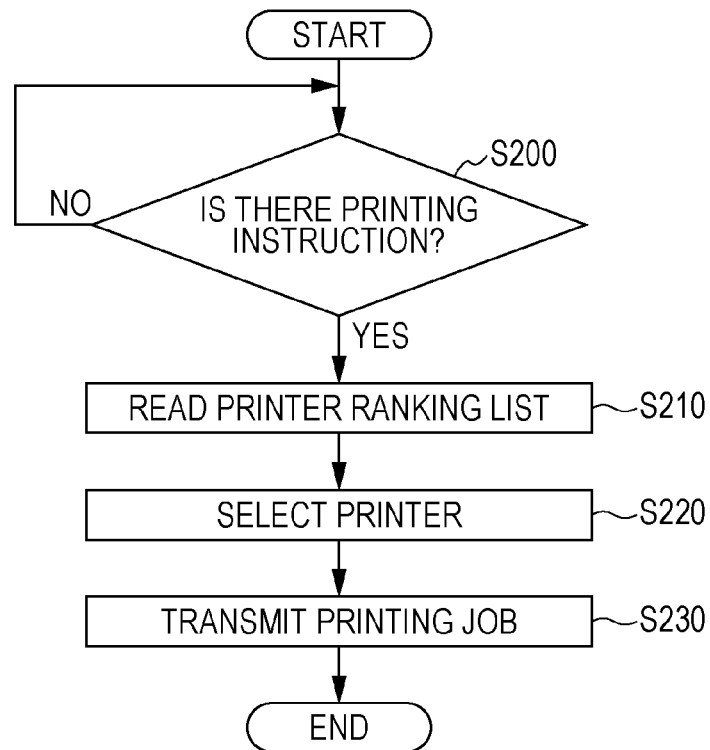 START
S200
IS THERE PRINTING
INSTRUCTION?
NO
YES
READ PRINTER RANKING LIST
S210
SELECT PRINTER
S220
TRANSMIT PRINTING JOB
S230
END